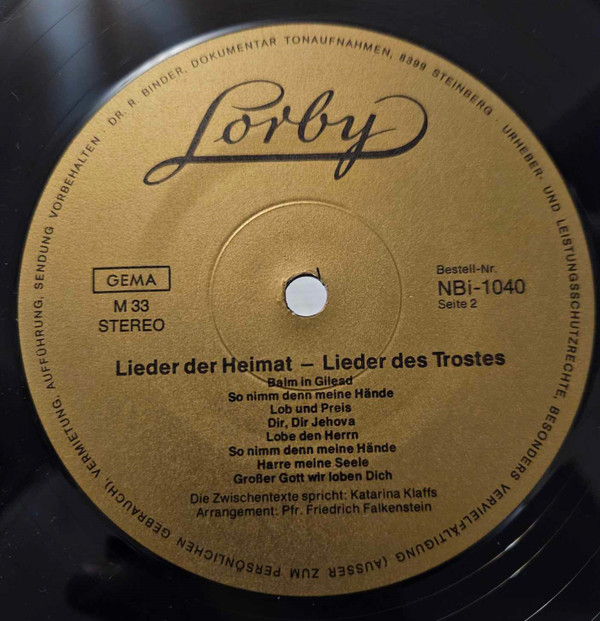 DR. R. BINDER, DOKUMENTAR TONAUFNAHMEN, 8399 STEINBERG · URHEBER- UND LEISTUNGSSCHUTZRECHTE, BESONDERS VERVIELFÄLTIGUNG (AUSSER ZUM PERSÖNLICHEN GEBRAUCH), VERMIETUNG, AUFFÜHRUNG, SENDUNG VORBEHALTEN
Lorby
GEMA
M 33
STEREO
Bestell-Nr.
NBi-1040
Seite 2
Lieder der Heimat – Lieder des Trostes
Balm in Gilead
So nimm denn meine Hände
Lob und Preis
Dir, Dir Jehova
Lobe den Herrn
So nimm denn meine Hände
Harre meine Seele
Großer Gott wir loben Dich
Die Zwischentexte spricht: Katarina Klaffs
Arrangement: Pfr. Friedrich Falkenstein